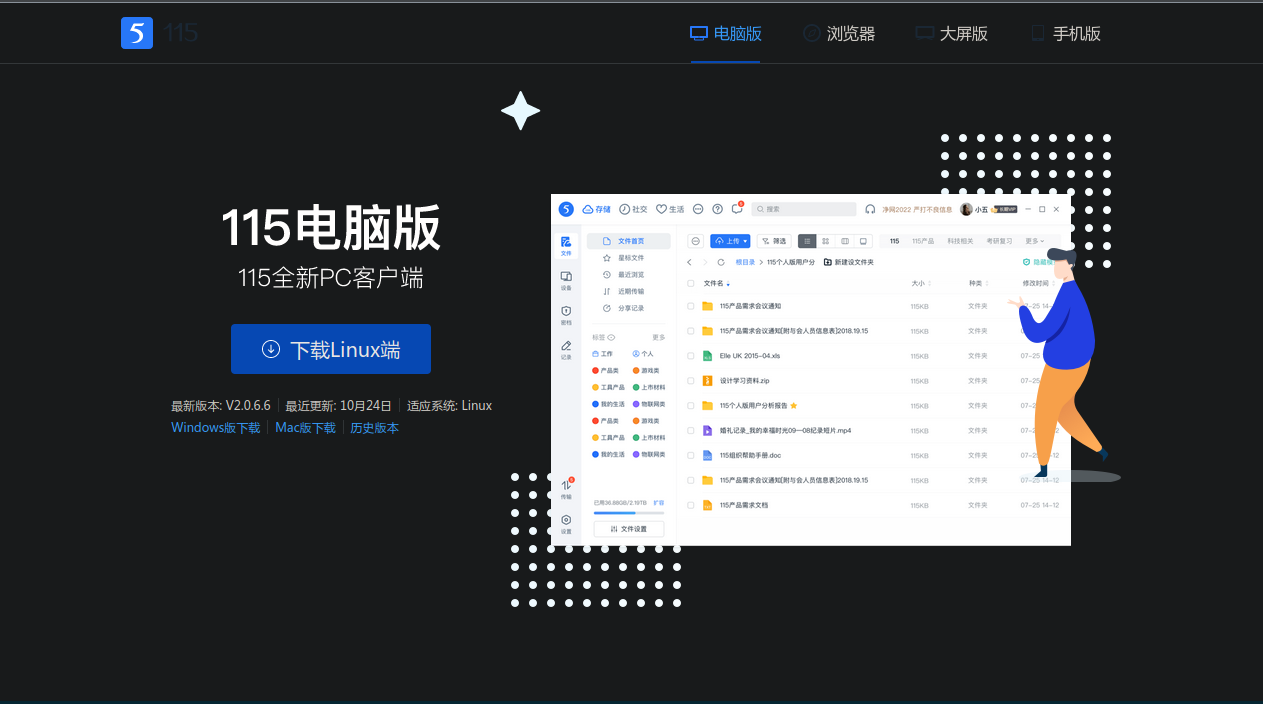 5 115
电脑版 浏览器 大屏版 手机版
115电脑版
115全新PC客户端
下载Linux端
最新版本: V2.0.6.6 最近更新: 10月24日 适应系统: Linux
Windows版下载 Mac版下载 历史版本
5 存储 社交 生活 搜索 净网2022 严打不良信息 小五
文件
设备
密档
记录
传输
设置
文件首页
星标文件
最近浏览
近期传输
分享记录
标签 更多
工作 个人
产品类 游戏类
工具产品 上市材料
我的生活 物联网类
产品类 游戏类
工具产品 上市材料
我的生活 物联网类
已用36.88GB/2.19TB 扩容
文件设置
上传 筛选 115 115产品 科技相关 考研复习 更多
根目录 > 115个人版用户分 新建设文件夹 隐藏模
文件名 大小 种类 修改时间
115产品需求会议通知 115KB 文件夹 07-25 14-
115产品需求会议通知[附与会人员信息表]2018.19.15 115KB 文件夹 07-2
Elle UK 2015-04.xls 115KB 文件夹 07-25
设计学习资料.zip 115KB 文件夹 07-2
115个人版用户分析报告 115KB 文件夹 07-2
婚礼记录_我的幸福时光09--08纪录短片.mp4 115KB 文件夹 07-2
115组织帮助手册.doc 115KB 文件夹 07-2 -12
115产品需求会议通知[附与会人员信息表]2018.19.15 115KB 文件夹 07-25 14-12
115产品需求文档 115KB 文件夹 07-25 14-12